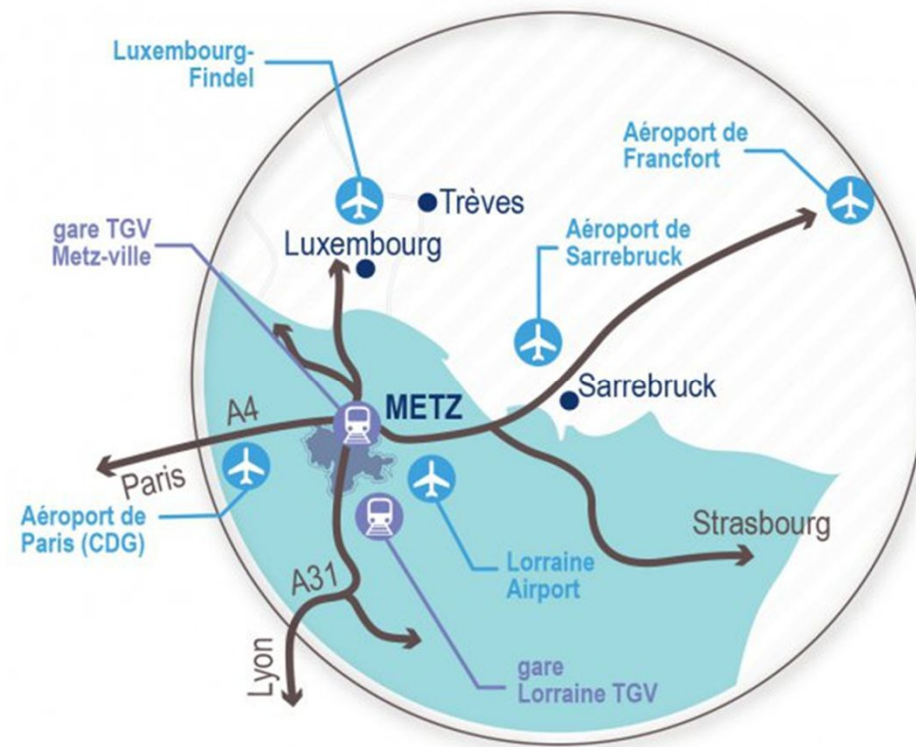 Luxembourg-
Findel
Aéroport de
Francfort
Trèves
gare TGV
Metz-ville
Luxembourg
Aéroport de
Sarrebruck
Sarrebruck
METZ
A4
Paris
Aéroport de
Paris (CDG)
Strasbourg
Lorraine
Airport
A31
Lyon
gare
Lorraine TGV